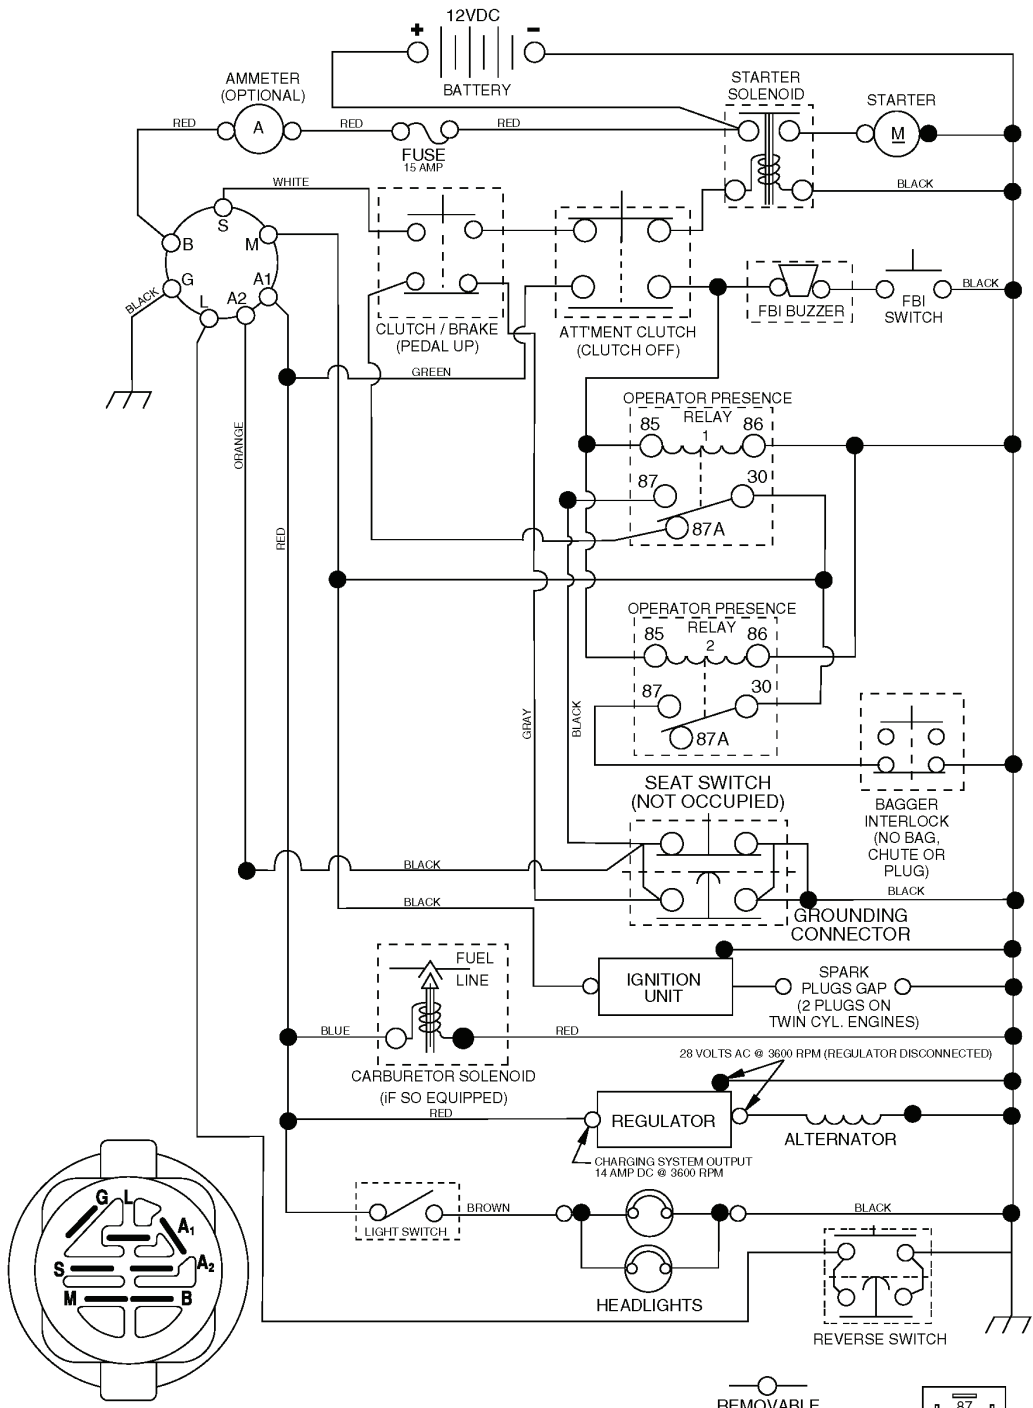 12VDC
+
-
BATTERY
AMMETER
(OPTIONAL)
STARTER
SOLENOID
STARTER
RED
A
RED
RED
M
FUSE
15 AMP
WHITE
BLACK
S
B
M
G
A1
L
A2
BLACK
CLUTCH / BRAKE
(PEDAL UP)
ATT'MENT CLUTCH
(CLUTCH OFF)
FBI BUZZER
FBI
SWITCH
BLACK
GREEN
OPERATOR PRESENCE
RELAY
1
85
86
87
30
87A
ORANGE
RED
OPERATOR PRESENCE
RELAY
2
85
86
87
30
87A
GRAY
BLACK
SEAT SWITCH
(NOT OCCUPIED)
BAGGER
INTERLOCK
(NO BAG,
CHUTE OR
PLUG)
BLACK
BLACK
BLACK
GROUNDING
CONNECTOR
FUEL
LINE
IGNITION
UNIT
SPARK
PLUGS GAP
(2 PLUGS ON
TWIN CYL. ENGINES)
BLUE
RED
28 VOLTS AC @ 3600 RPM (REGULATOR DISCONNECTED)
CARBURETOR SOLENOID
(iF SO EQUIPPED)
RED
REGULATOR
ALTERNATOR
CHARGING SYSTEM OUTPUT
14 AMP DC @ 3600 RPM
LIGHT SWITCH
BROWN
BLACK
HEADLIGHTS
REVERSE SWITCH
G
L
A1
A2
S
M
B
REMOVABLE
87